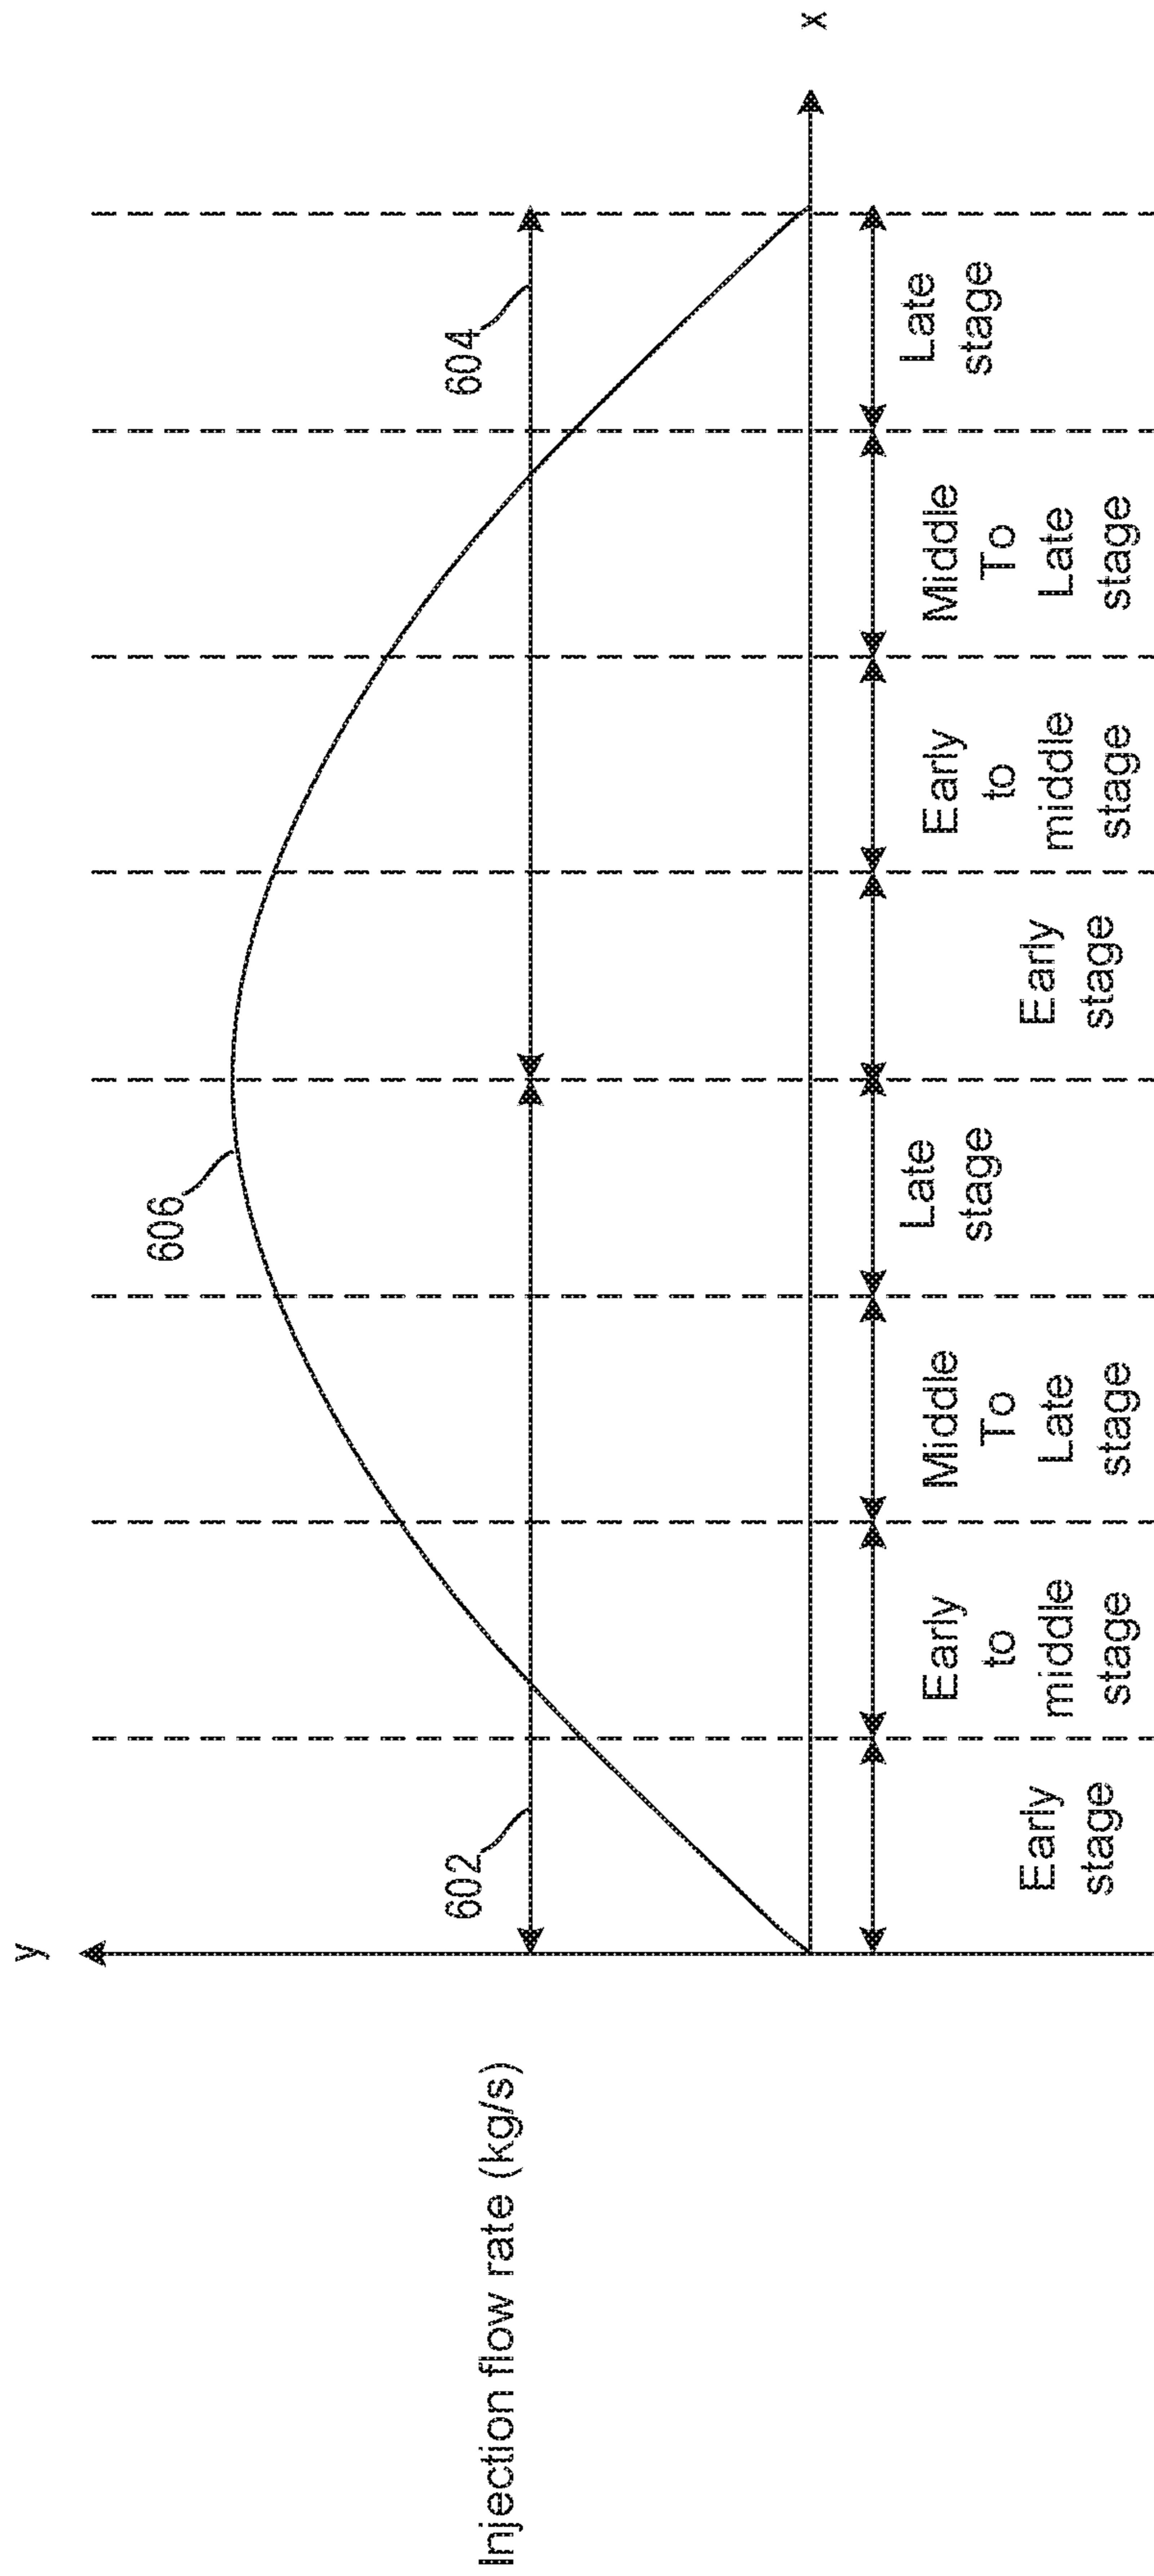 y
Injection flow rate (kg/s)
602
606
604
x
Early
stage
Early
to
middle
stage
Middle
To
Late
stage
Late
stage
Early
stage
Early
to
middle
stage
Middle
To
Late
stage
Late
stage